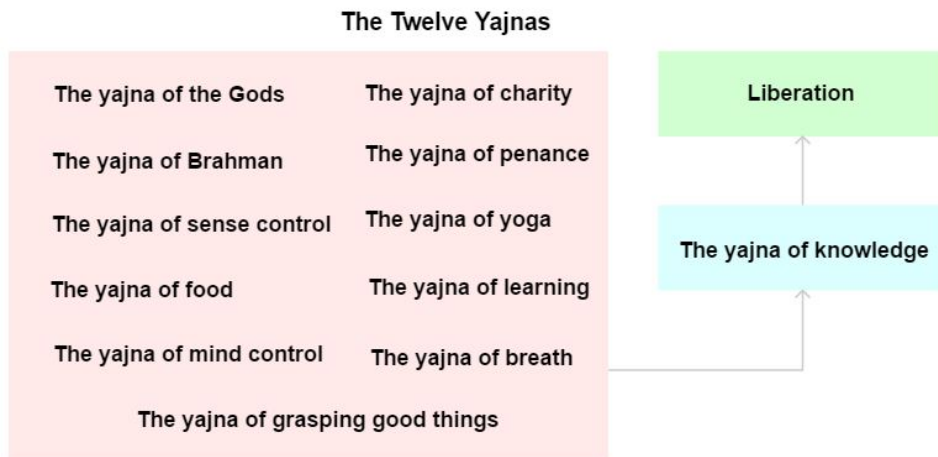 The Twelve Yajnas
The yajna of the Gods
The yajna of charity
The yajna of Brahman
The yajna of penance
The yajna of sense control
The yajna of yoga
The yajna of food
The yajna of learning
The yajna of mind control
The yajna of breath
The yajna of grasping good things
Liberation
The yajna of knowledge